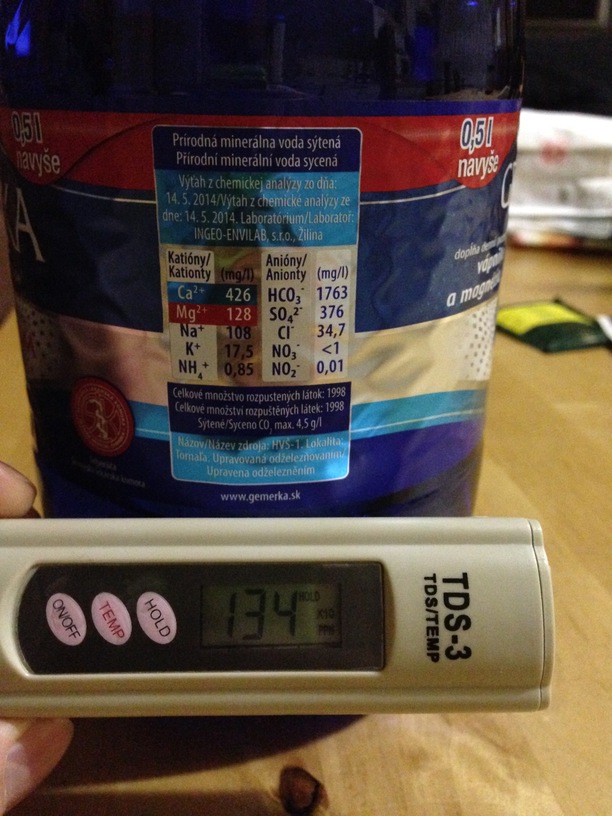 0,5 l
navyše
0,5 l
navyše
Prírodná minerálna voda sýtená
Přírodní minerální voda sycená
Výťah z chemickej analýzy zo dňa:
14. 5. 2014/Výtah z chemické analýzy ze
dne: 14. 5. 2014. Laboratórium/Laboratoř:
INGEO-ENVILAB, s.r.o., Žilina
Katióny/ Anióny/
Kationty (mg/l) Anionty (mg/l)
Ca²⁺ 426 HCO₃⁻ 1763
Mg²⁺ 128 SO₄²⁻ 376
Na⁺ 108 Cl⁻ 34,7
K⁺ 17,5 NO₃⁻ <1
NH₄⁺ 0,85 NO₂⁻ 0,01
Celkové množstvo rozpustených látok: 1998
Celkové množství rozpuštěných látek: 1998
Sýtené/Syceno CO₂ max. 4,5 g/l
Názov/Název zdroja: HVŠ-1. Lokalita:
Tornaľa. Upravovaná odželezňovaním/
Upravena odželezněním
www.gemerka.sk
KA
dopĺňa
a
ON/OFF
TEMP
HOLD
134
HOLD
X10
PPM
TDS-3
TDS/TEMP